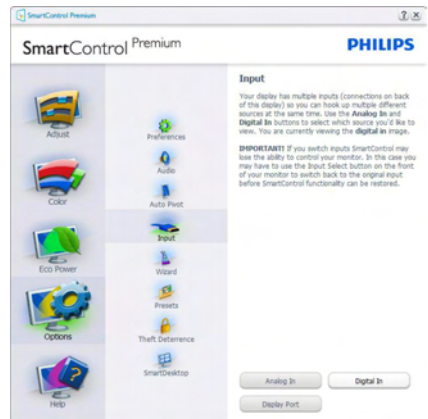 SmartControl Premium
SmartControl Premium
PHILIPS
Adjust
Color
Eco Power
Options
Help
Preferences
Audio
Auto Pivot
Input
Wizard
Presets
Theft Deterrence
SmartDesktop
Input
Your display has multiple inputs (connections on back
of this display) so you can hook up multiple different
sources at the same time. Use the Analog In and
Digital In buttons to select which source you'd like to
view. You are currently viewing the digital in image.
IMPORTANT! If you switch inputs SmartControl may
lose the ability to control your monitor. In this case you
may have to use the Input Select button on the front
of your monitor to switch back to the original input
before SmartControl functionality can be restored.
Analog In
Digital In
Display Port